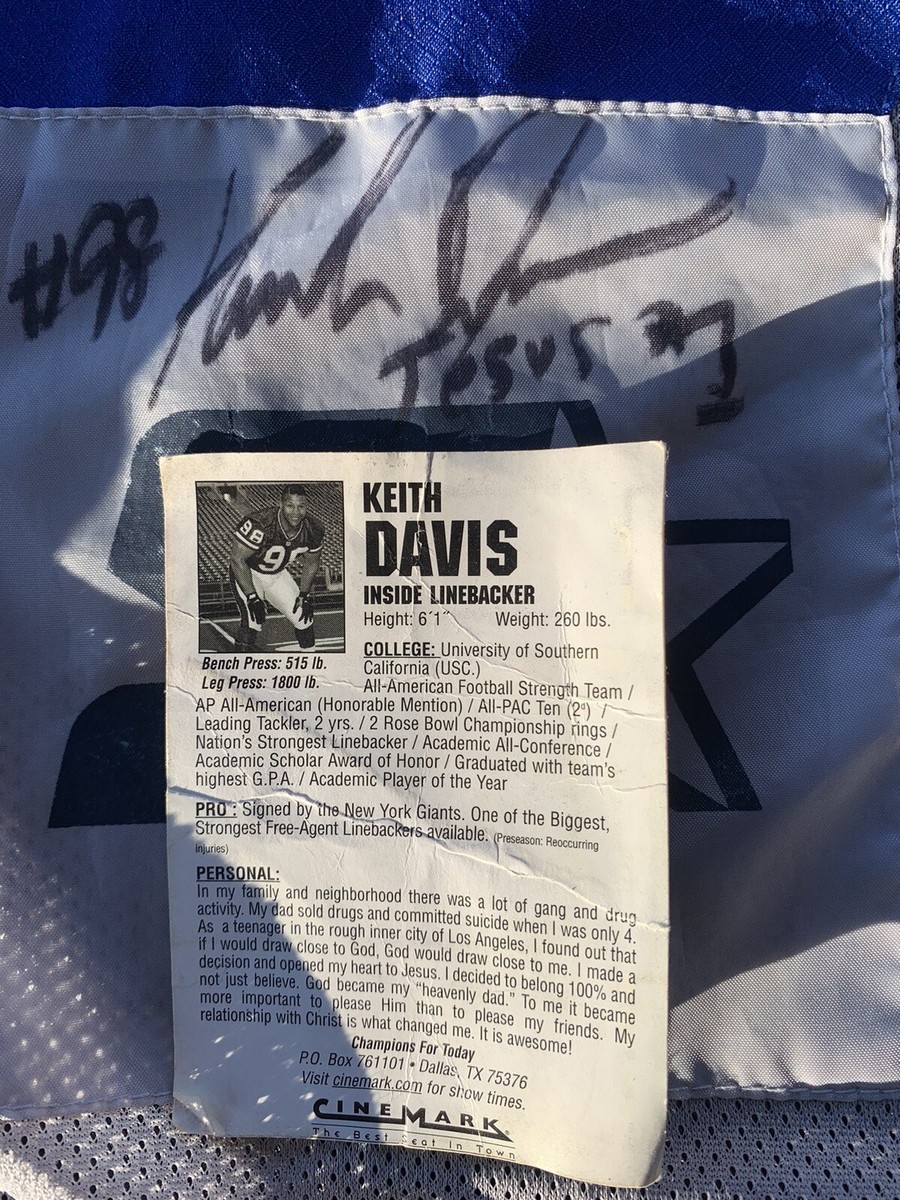 #98 Keith Davis
Jesus #1
98
98
KEITH
DAVIS
INSIDE LINEBACKER
Height: 6´1˝ Weight: 260 lbs.
Bench Press: 515 lb.
Leg Press: 1800 lb.
COLLEGE: University of Southern
California (USC.)
All-American Football Strength Team /
AP All-American (Honorable Mention) / All-PAC Ten (2ᵈ) /
Leading Tackler, 2 yrs. / 2 Rose Bowl Championship rings /
Nation's Strongest Linebacker / Academic All-Conference /
Academic Scholar Award of Honor / Graduated with team's
highest G.P.A. / Academic Player of the Year
PRO : Signed by the New York Giants. One of the Biggest,
Strongest Free-Agent Linebackers available. (Preseason: Reoccurring
injuries)
PERSONAL:
In my family and neighborhood there was a lot of gang and drug
activity. My dad sold drugs and committed suicide when I was only 4.
As a teenager in the rough inner city of Los Angeles, I found out that
if I would draw close to God, God would draw close to me. I made a
decision and opened my heart to Jesus. I decided to belong 100% and
not just believe. God became my "heavenly dad." To me it became
more important to please Him than to please my friends. My
relationship with Christ is what changed me. It is awesome!
Champions For Today
P.O. Box 761101 • Dallas, TX 75376
Visit cinemark.com for show times.
CINEMARK®
The Best Seat In Town